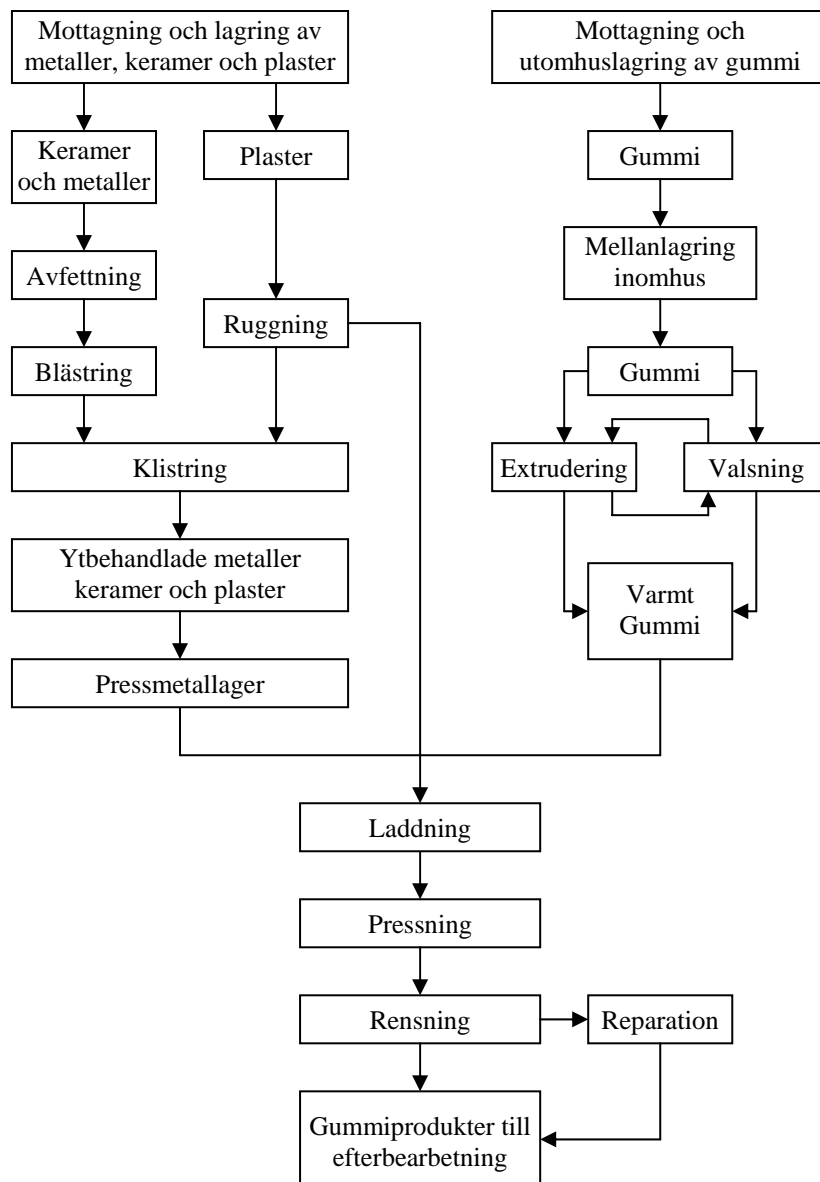 Mottagning och lagring av
metaller, keramer och plaster
Mottagning och
utomhuslagring av gummi
Keramer
och metaller
Plaster
Gummi
Avfettning
Mellanlagring
inomhus
Ruggning
Blästring
Gummi
Klistring
Extrudering
Valsning
Ytbehandlade metaller
keramer och plaster
Varmt
Gummi
Pressmetallager
Laddning
Pressning
Rensning
Reparation
Gummiprodukter till
efterbearbetning